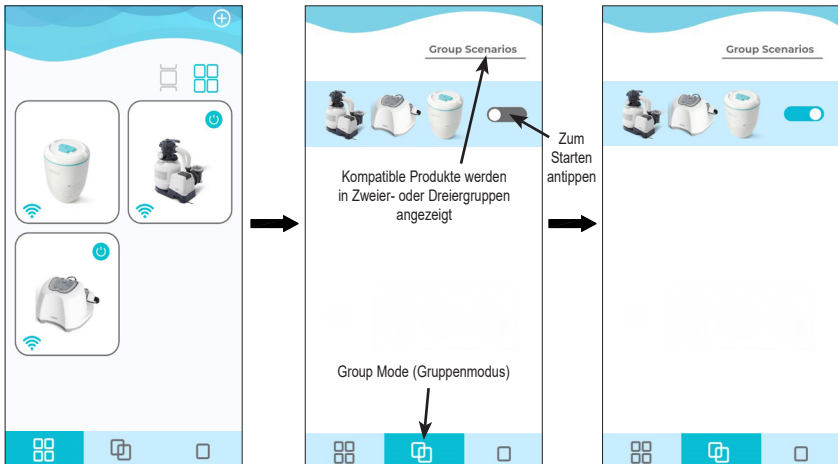 Group Scenarios
Group Scenarios
Zum
Starten
antippen
Kompatible Produkte werden
in Zweier- oder Dreiergruppen
angezeigt
Group Mode (Gruppenmodus)